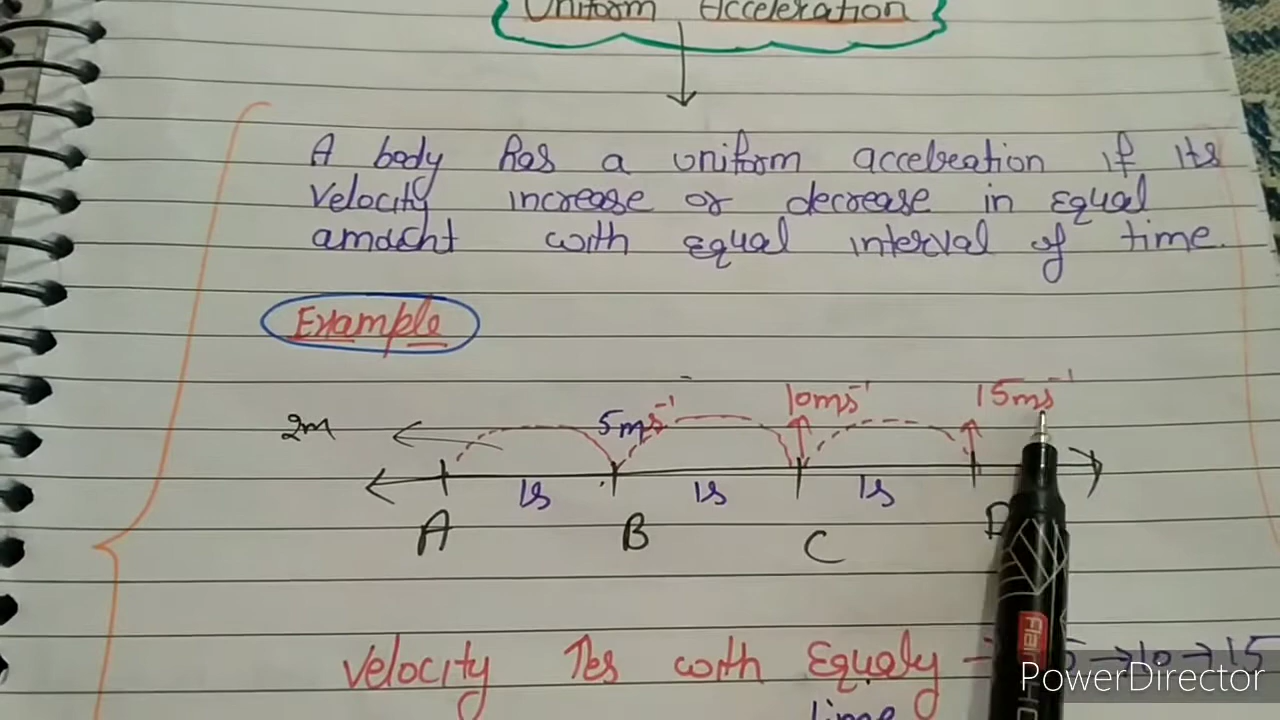 Uniform Acceleration
A body has a uniform acceleration if its
velocity increase or decrease in equal
amount with equal interval of time.
Example
2m 5ms⁻¹ 10ms⁻¹ 15ms⁻¹
1s 1s 1s
A B C D
Velocity ↑es with Equaly → 5→10→15
time
PowerDirector